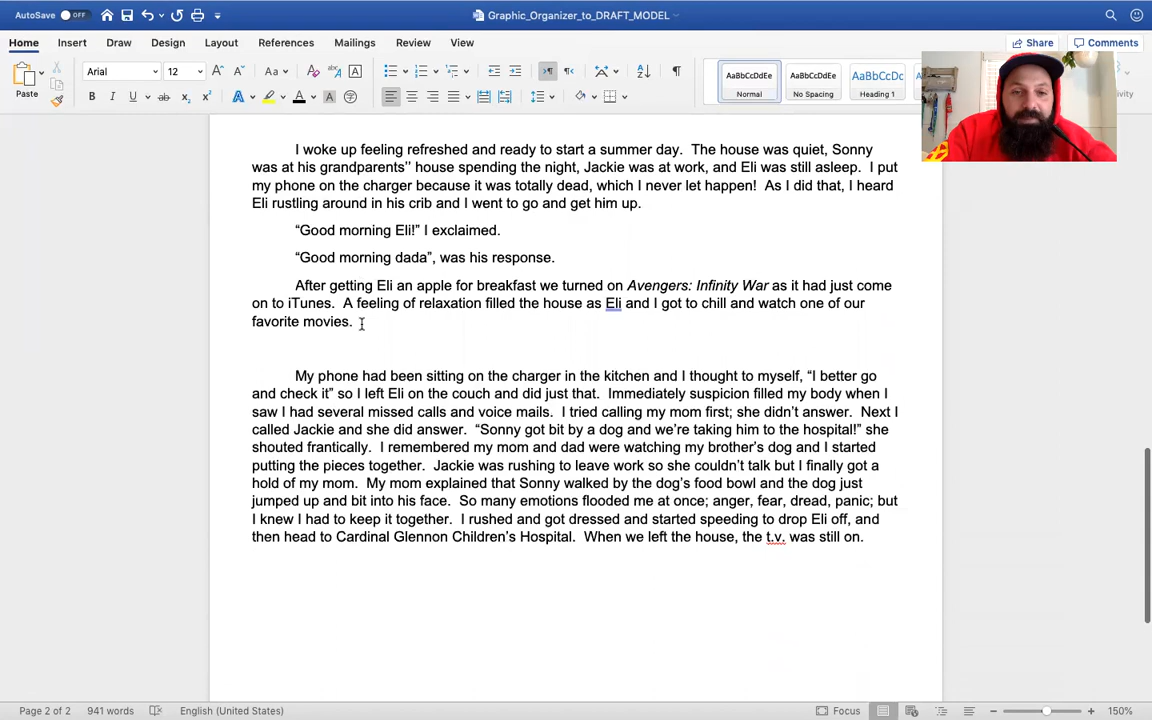 AutoSave OFF
Graphic_Organizer_to_DRAFT_MODEL
Home Insert Draw Design Layout References Mailings Review View
Share Comments
Paste
Arial 12
AaBbCcDdEe AaBbCcDdEe AaBbCcDc
Normal No Spacing Heading 1
I woke up feeling refreshed and ready to start a summer day. The house was quiet, Sonny
was at his grandparents'' house spending the night, Jackie was at work, and Eli was still asleep. I put
my phone on the charger because it was totally dead, which I never let happen! As I did that, I heard
Eli rustling around in his crib and I went to go and get him up.
“Good morning Eli!” I exclaimed.
“Good morning dada”, was his response.
After getting Eli an apple for breakfast we turned on Avengers: Infinity War as it had just come
on to iTunes. A feeling of relaxation filled the house as Eli and I got to chill and watch one of our
favorite movies.
My phone had been sitting on the charger in the kitchen and I thought to myself, “I better go
and check it” so I left Eli on the couch and did just that. Immediately suspicion filled my body when I
saw I had several missed calls and voice mails. I tried calling my mom first; she didn’t answer. Next I
called Jackie and she did answer. “Sonny got bit by a dog and we’re taking him to the hospital!” she
shouted frantically. I remembered my mom and dad were watching my brother’s dog and I started
putting the pieces together. Jackie was rushing to leave work so she couldn’t talk but I finally got a
hold of my mom. My mom explained that Sonny walked by the dog’s food bowl and the dog just
jumped up and bit into his face. So many emotions flooded me at once; anger, fear, dread, panic; but
I knew I had to keep it together. I rushed and got dressed and started speeding to drop Eli off, and
then head to Cardinal Glennon Children’s Hospital. When we left the house, the t.v. was still on.
Page 2 of 2 941 words English (United States) Focus 150%